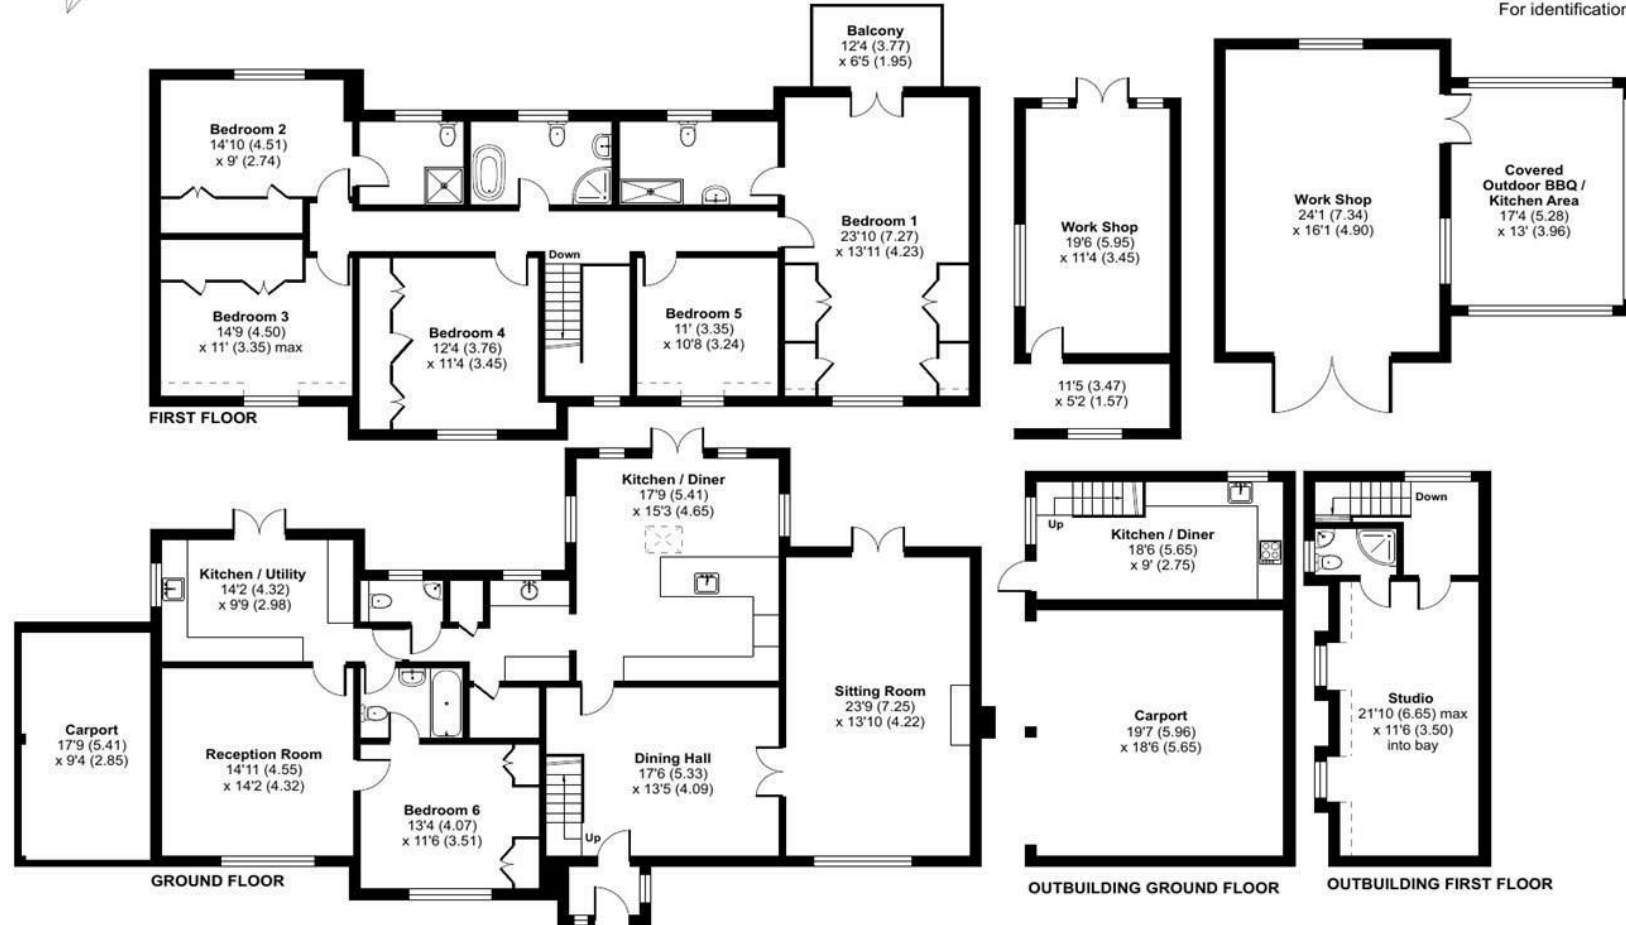 For identification
Balcony
12'4 (3.77)
x 6'5 (1.95)
Bedroom 2
14'10 (4.51)
x 9' (2.74)
Bedroom 1
23'10 (7.27)
x 13'11 (4.23)
Down
Bedroom 3
14'9 (4.50)
x 11' (3.35) max
Bedroom 4
12'4 (3.76)
x 11'4 (3.45)
Bedroom 5
11' (3.35)
x 10'8 (3.24)
FIRST FLOOR
Work Shop
19'6 (5.95)
x 11'4 (3.45)
11'5 (3.47)
x 5'2 (1.57)
Work Shop
24'1 (7.34)
x 16'1 (4.90)
Covered
Outdoor BBQ /
Kitchen Area
17'4 (5.28)
x 13' (3.96)
Kitchen / Diner
17'9 (5.41)
x 15'3 (4.65)
Kitchen / Utility
14'2 (4.32)
x 9'9 (2.98)
Carport
17'9 (5.41)
x 9'4 (2.85)
Reception Room
14'11 (4.55)
x 14'2 (4.32)
Bedroom 6
13'4 (4.07)
x 11'6 (3.51)
Dining Hall
17'6 (5.33)
x 13'5 (4.09)
Up
Sitting Room
23'9 (7.25)
x 13'10 (4.22)
GROUND FLOOR
Up
Kitchen / Diner
18'6 (5.65)
x 9' (2.75)
Carport
19'7 (5.96)
x 18'6 (5.65)
OUTBUILDING GROUND FLOOR
Down
Studio
21'10 (6.65) max
x 11'6 (3.50)
into bay
OUTBUILDING FIRST FLOOR